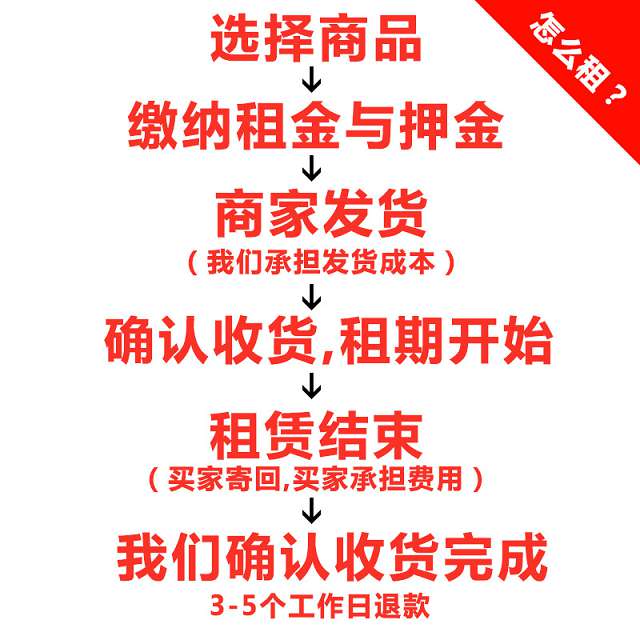 怎么租？
选择商品
缴纳租金与押金
商家发货
（我们承担发货成本）
确认收货,租期开始
租赁结束
（买家寄回,买家承担费用）
我们确认收货完成
3-5个工作日退款